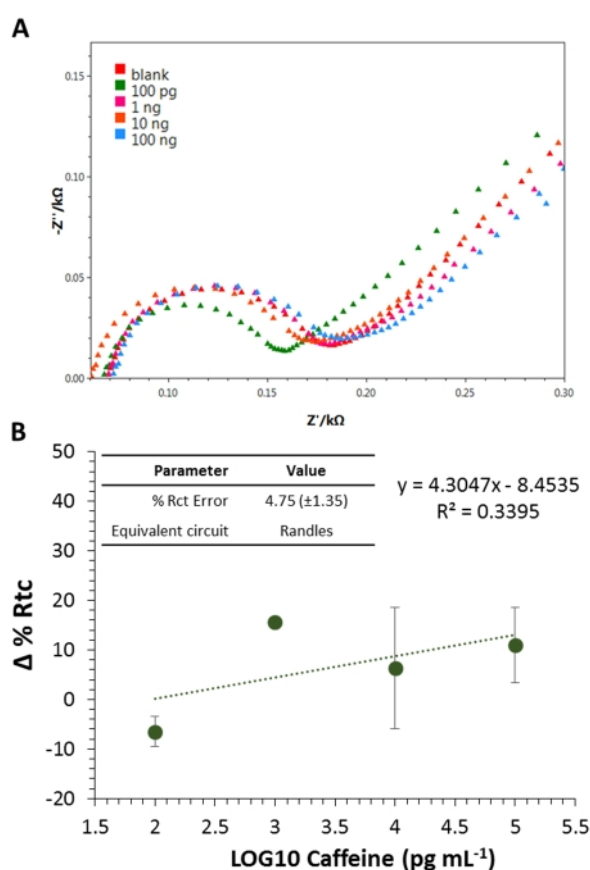 A
0.15
0.10
0.05
0.00
-Z''/kΩ
blank
100 pg
1 ng
10 ng
100 ng
0.10
0.15
0.20
0.25
0.30
Z'/kΩ
B
50
40
30
20
10
0
-10
-20
Δ % Rtc
Parameter Value
% Rct Error 4.75 (±1.35)
Equivalent circuit Randles
y = 4.3047x - 8.4535
R² = 0.3395
1.5 2 2.5 3 3.5 4 4.5 5 5.5
LOG10 Caffeine (pg mL⁻¹)